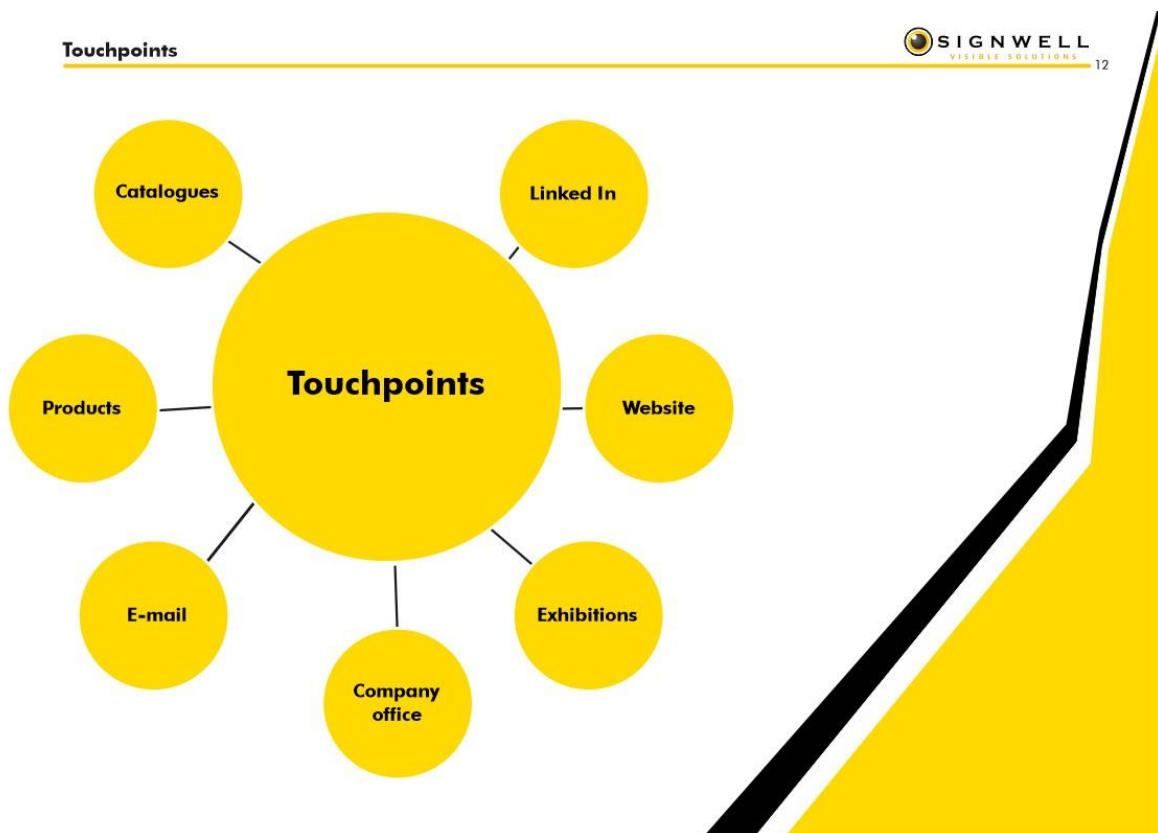 Touchpoints
SIGNWELL
VISIBLE SOLUTIONS
12
Catalogues
Linked In
Touchpoints
Products
Website
E-mail
Exhibitions
Company
office